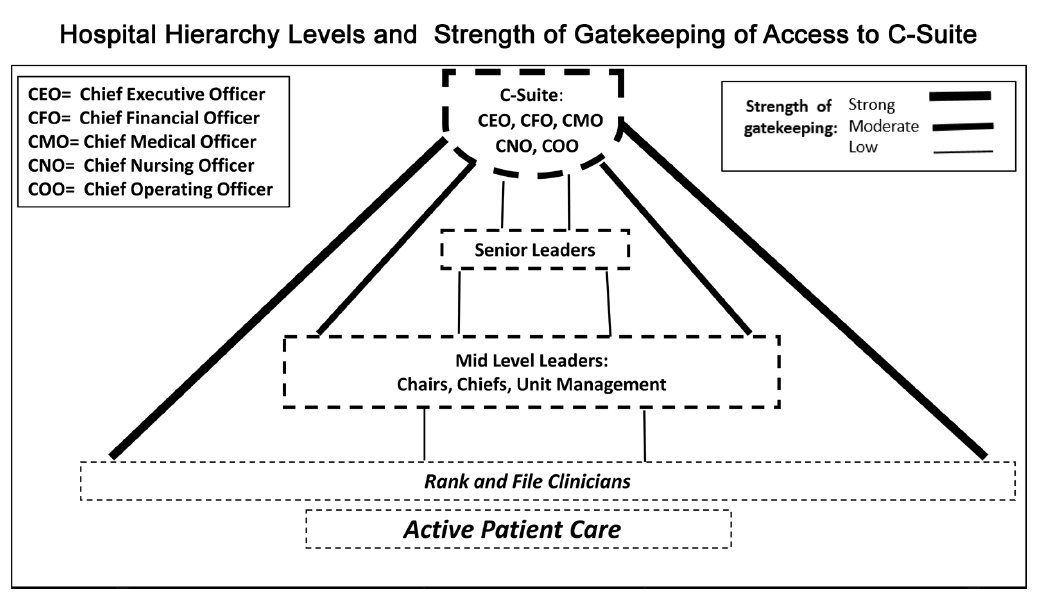 Hospital Hierarchy Levels and Strength of Gatekeeping of Access to C-Suite
CEO= Chief Executive Officer
CFO= Chief Financial Officer
CMO= Chief Medical Officer
CNO= Chief Nursing Officer
COO= Chief Operating Officer
C-Suite:
CEO, CFO, CMO
CNO, COO
Strength of
gatekeeping:
Strong
Moderate
Low
Senior Leaders
Mid Level Leaders:
Chairs, Chiefs, Unit Management
Rank and File Clinicians
Active Patient Care